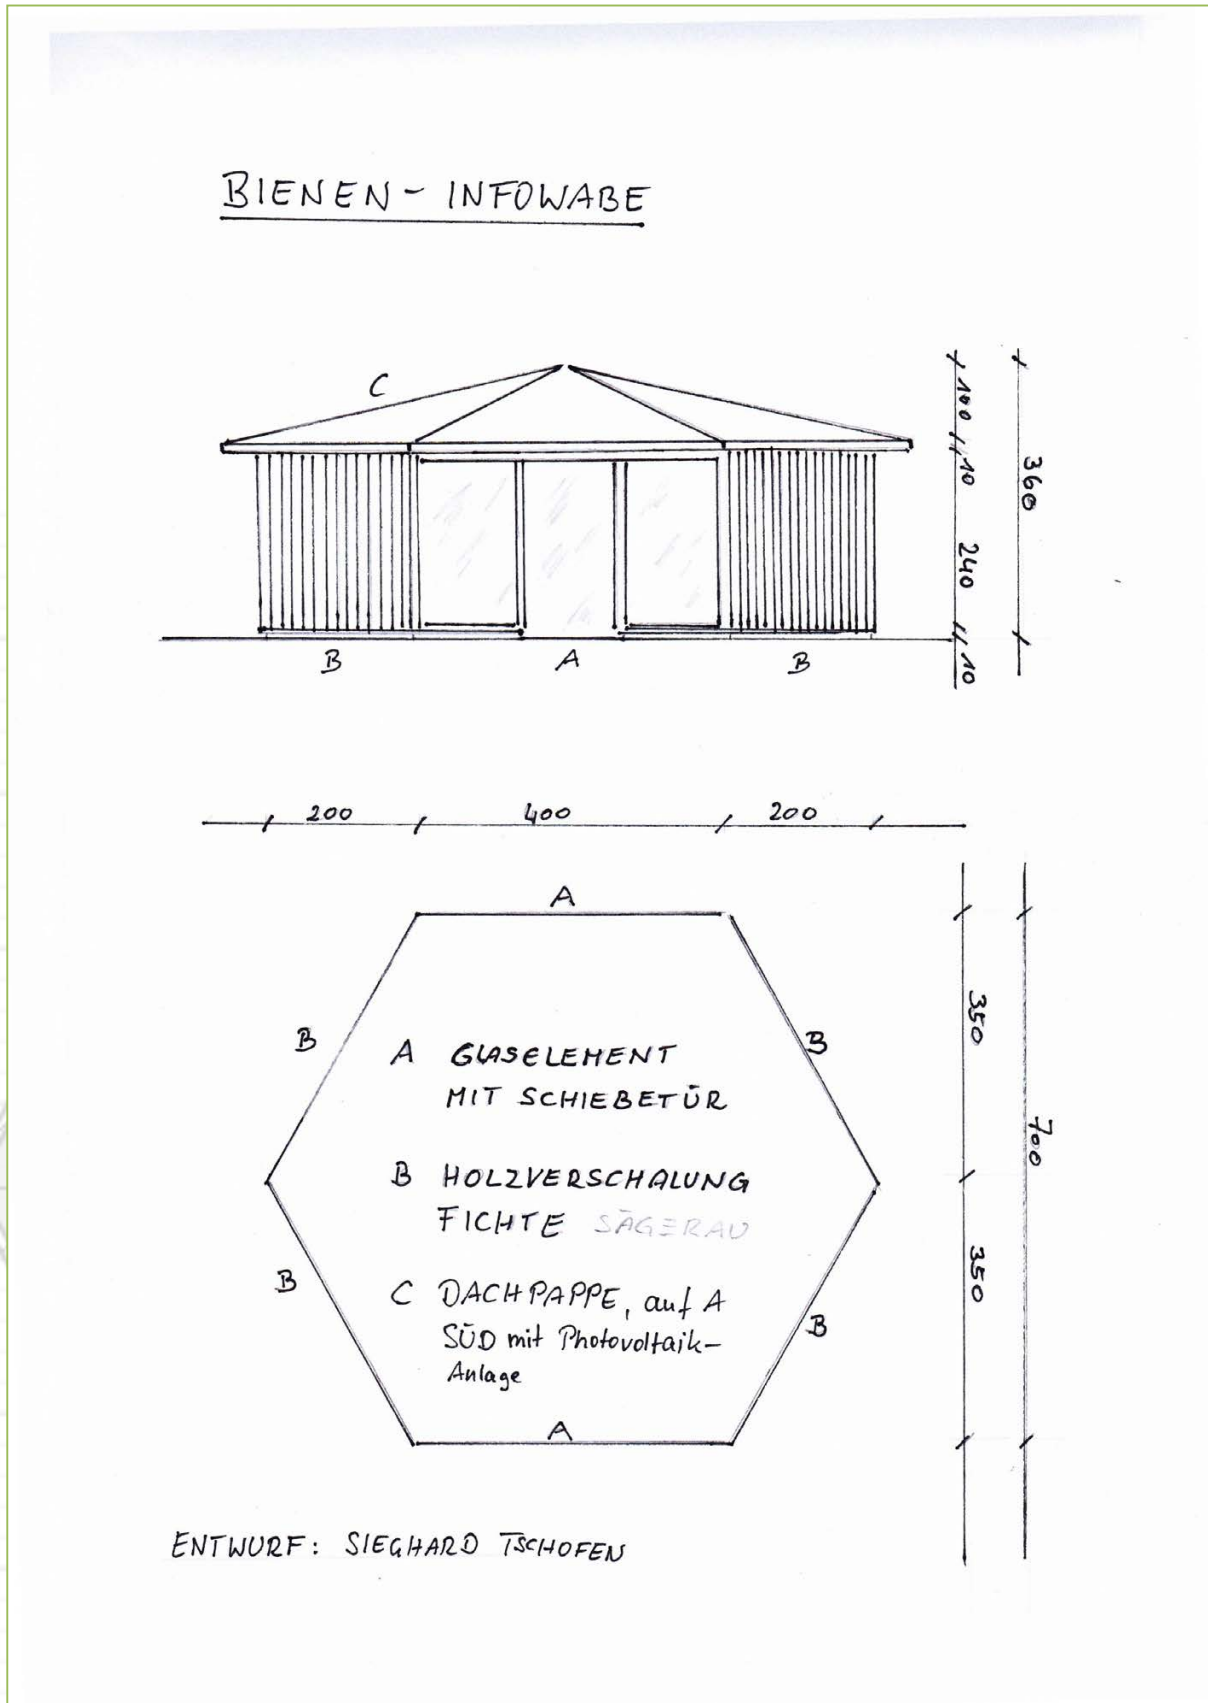 BIENEN - INFOWABE
C
100
10
240
10
360
B
A
B
200
400
200
A
B
B
A GLASELEMENT
MIT SCHIEBETÜR
B HOLZVERSCHALUNG
FICHTE SÄGERAU
C DACHPAPPE, auf A
SÜD mit Photovoltaik-
Anlage
B
B
A
350
350
700
ENTWURF: SIEGHARD TSCHOFEN